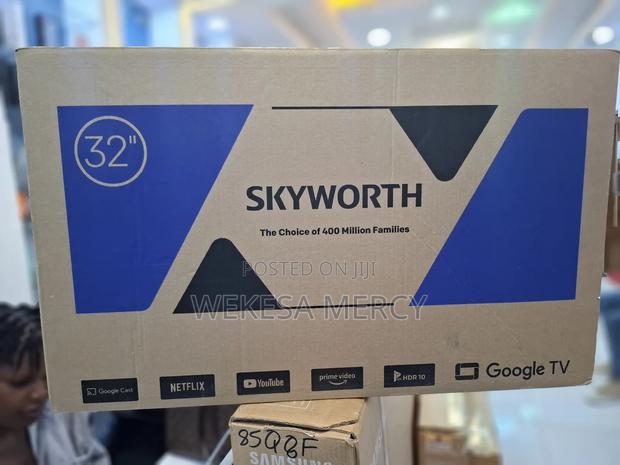 32"
SKYWORTH
The Choice of 400 Million Families
POSTED ON JIJI
WEKESA MERCY
Google Cast
NETFLIX
YouTube
prime video
HDR 10
Google TV
85Q8F
SAMSUNG